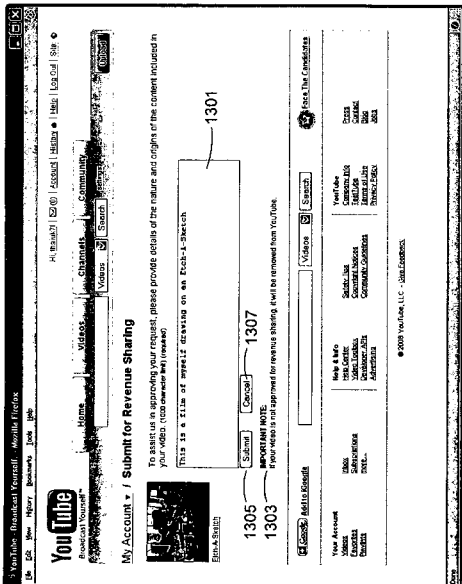 YouTube - Broadcast Yourself. - Mozilla Firefox
File Edit View History Bookmarks Tools Help
YouTube
Broadcast Yourself™
Account | History | Help | Log Out | Site
Home Videos Channels Community
Videos Search Upload
My Account / Submit for Revenue Sharing
To assist us in approving your request, please provide details of the nature and origins of the content included in
your video. (1000 character limit) (required)
This is a film of myself drawing on an Etch-A-Sketch
1301
Etch-A-Sketch
1305 Submit Cancel 1307
1303 IMPORTANT NOTE:
If your video is not approved for revenue sharing, it will be removed from YouTube.
Videos Search
Google Add to iGoogle Face The Candidates
Your Account Help & Info YouTube
Videos Inbox Help Center Safety Tips Company Info Press
Favorites Subscriptions Video Toolbox Copyright Notices TestTube Contact
Playlists more... Developer APIs Community Guidelines Terms of Use Blog
Advertising Privacy Policy Jobs
© 2008 YouTube, LLC - Give Feedback